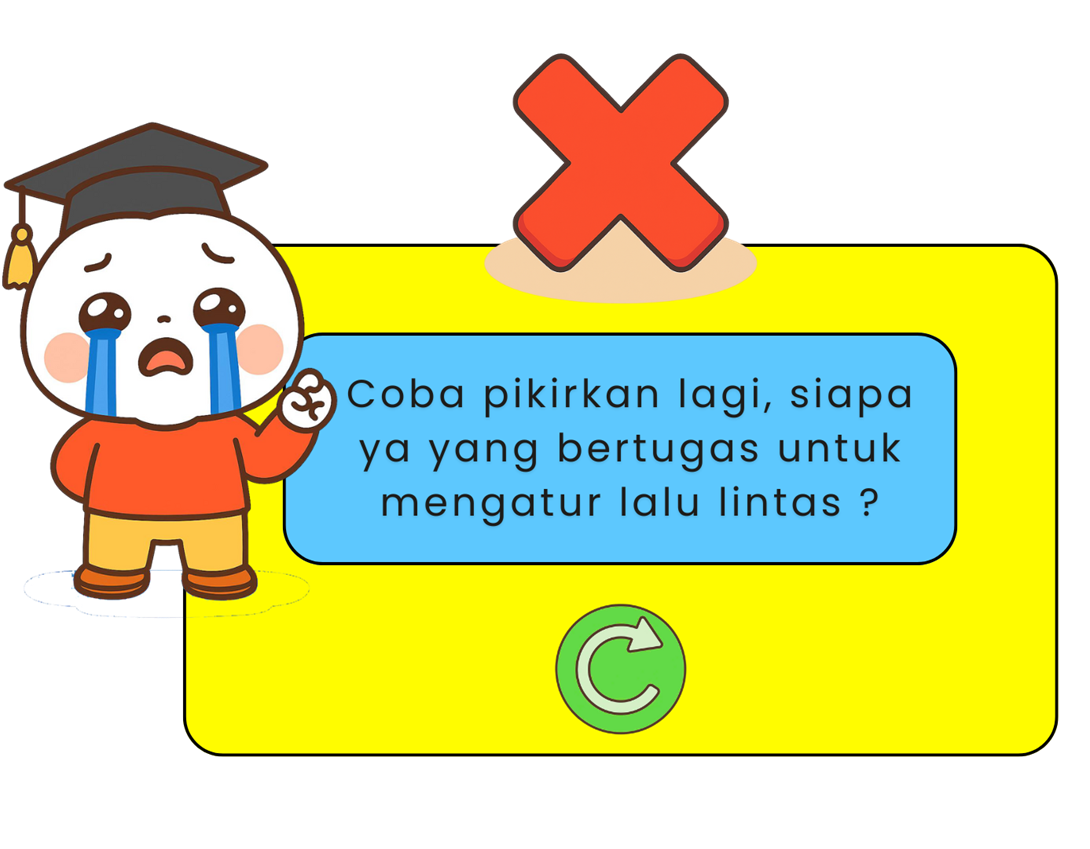 Coba pikirkan lagi, siapa
ya yang bertugas untuk
mengatur lalu lintas ?